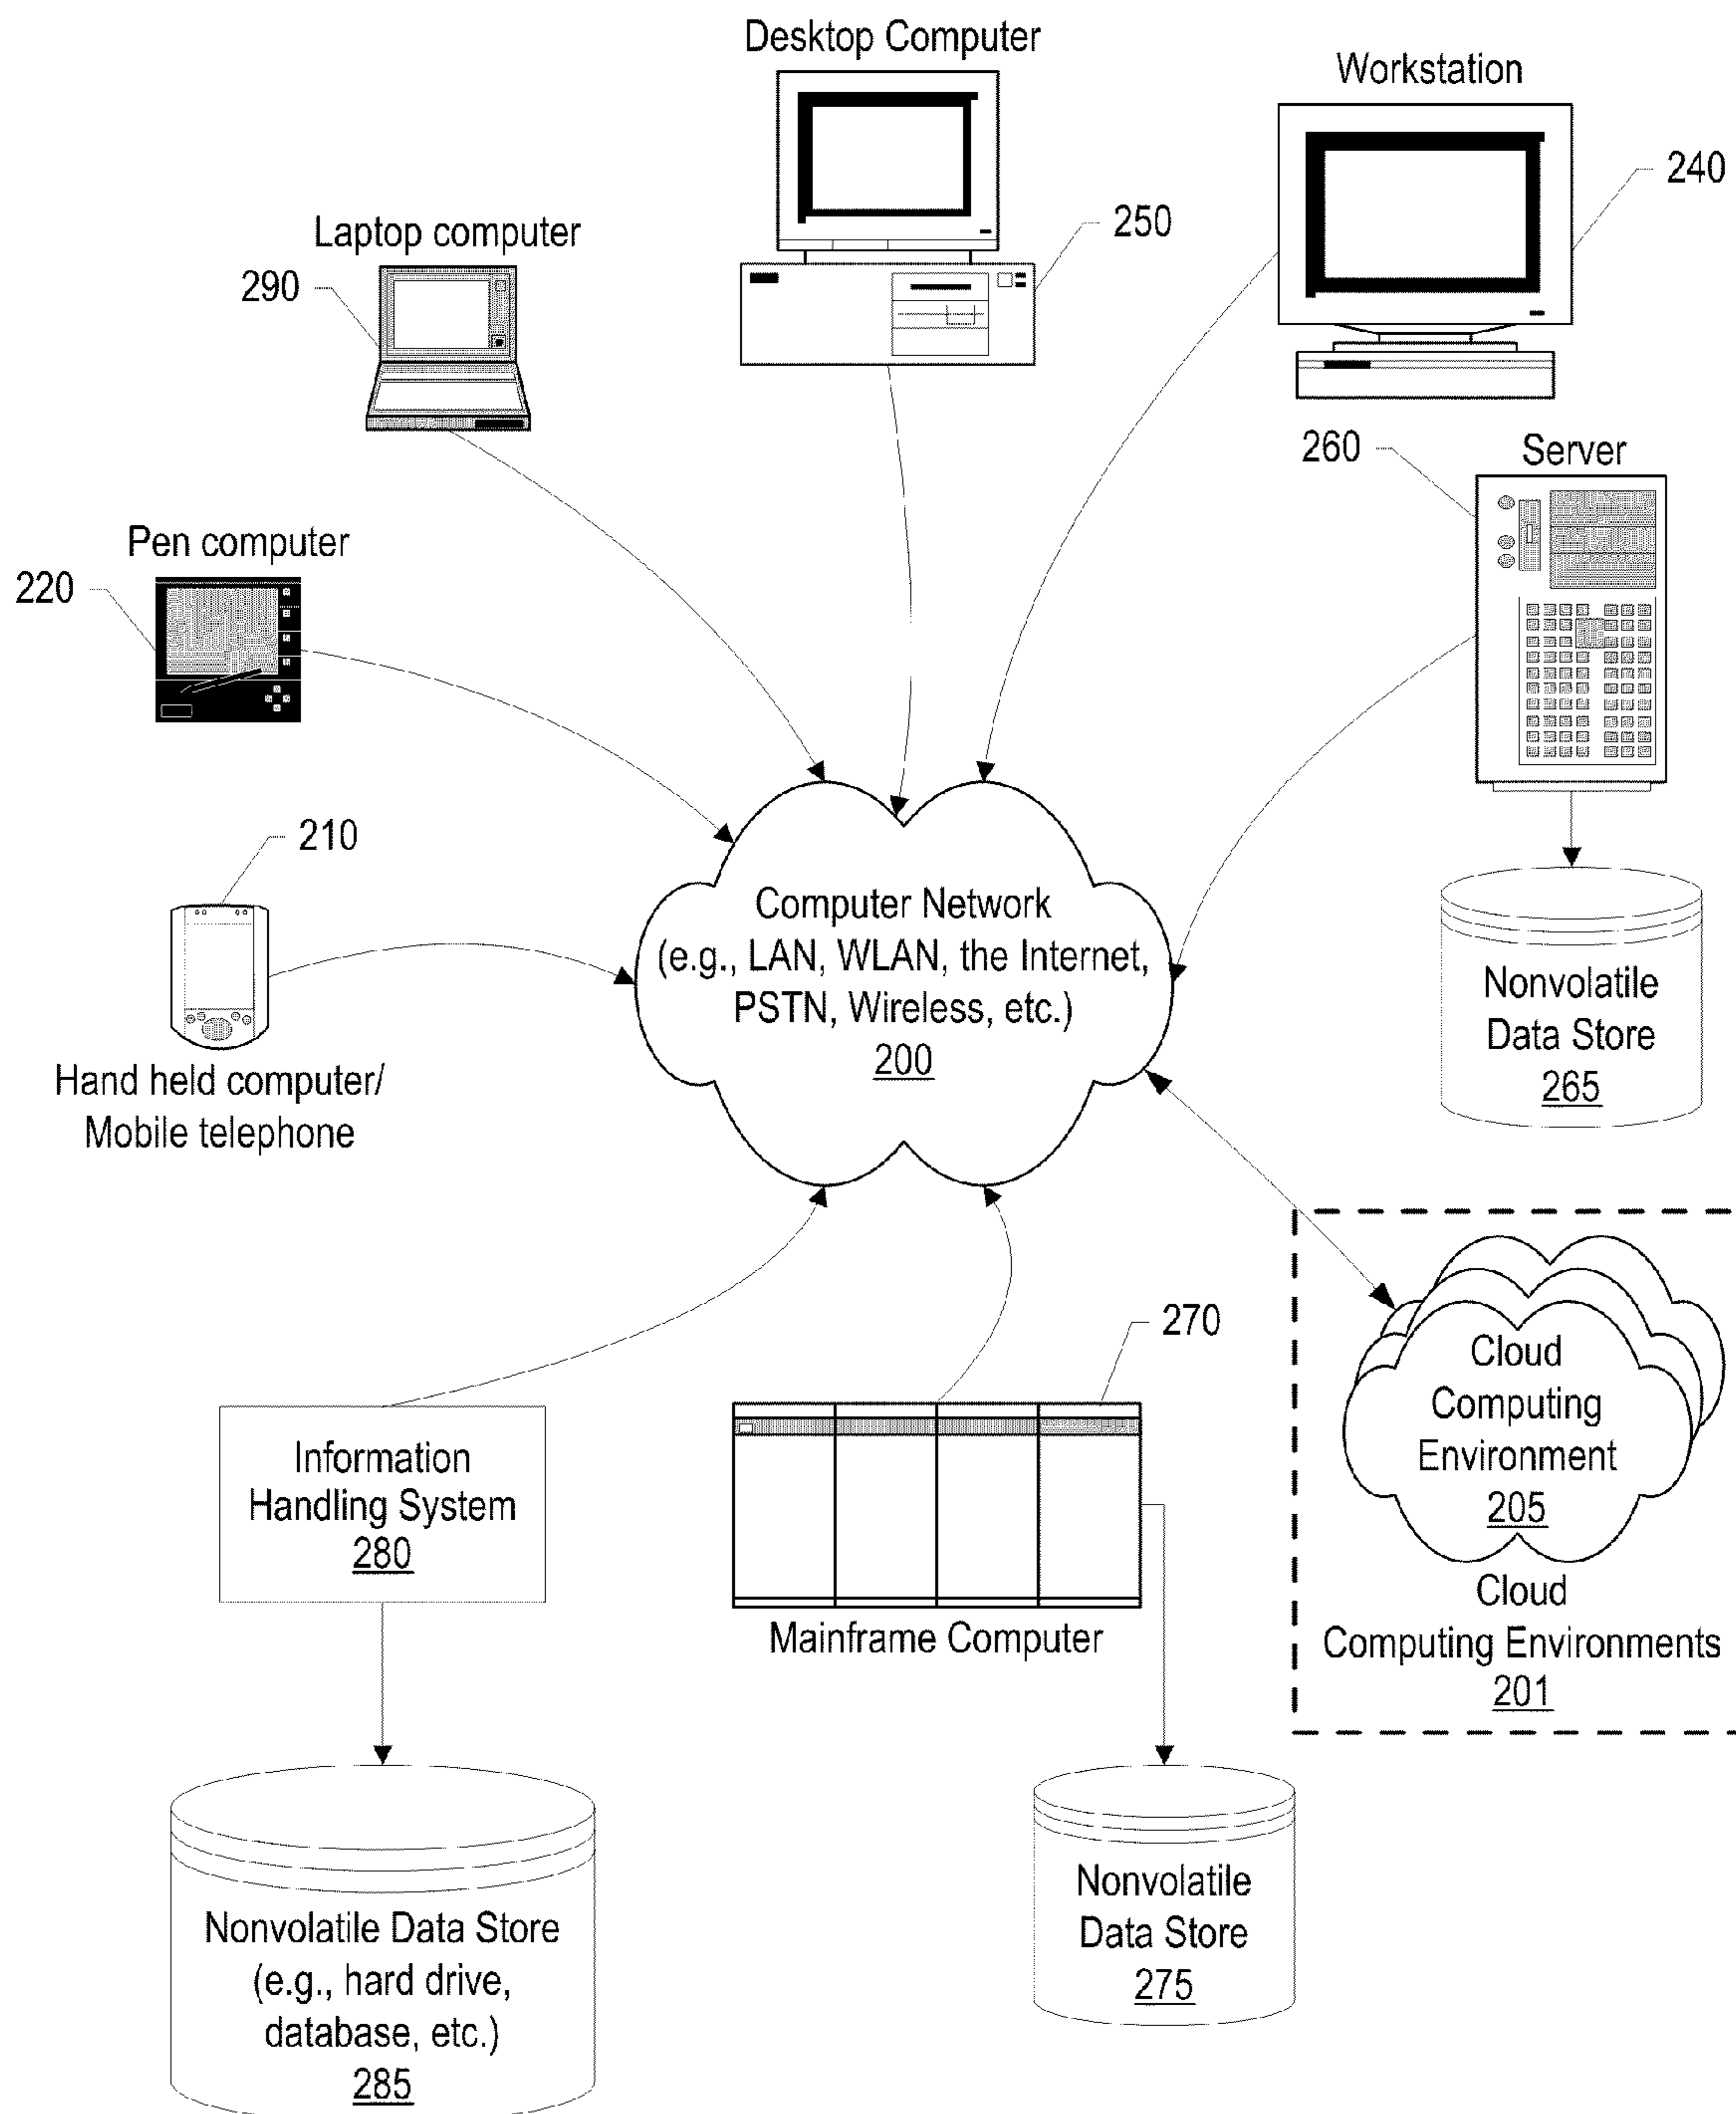 Desktop Computer
Workstation
240
250
Laptop computer
290
260
Server
Pen computer
220
210
Hand held computer/
Mobile telephone
Computer Network
(e.g., LAN, WLAN, the Internet,
PSTN, Wireless, etc.)
200
Nonvolatile
Data Store
265
270
Cloud
Computing
Environment
205
Cloud
Computing Environments
201
Information
Handling System
280
Mainframe Computer
Nonvolatile Data Store
(e.g., hard drive,
database, etc.)
285
Nonvolatile
Data Store
275